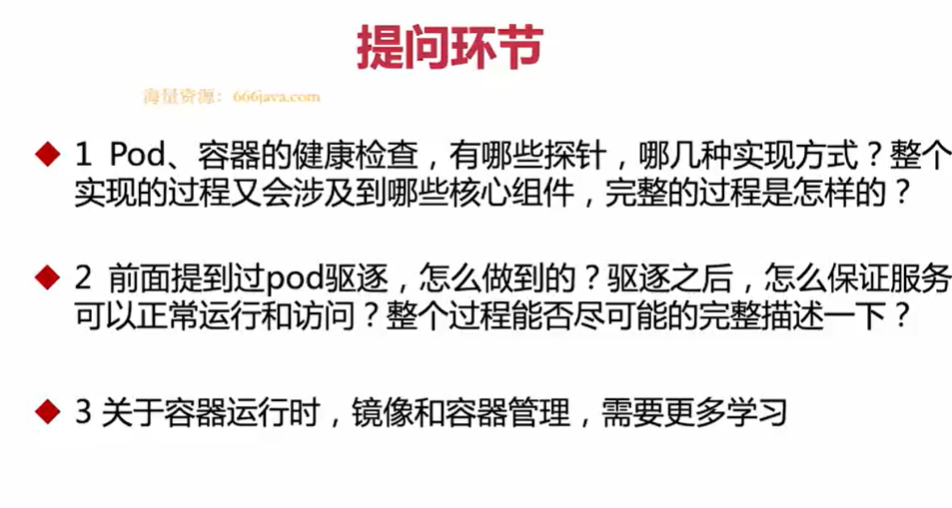 提问环节
海量资源：666java.com
1 Pod、容器的健康检查，有哪些探针，哪几种实现方式？整个
实现的过程又会涉及到哪些核心组件，完整的过程是怎样的？
2 前面提到过pod驱逐，怎么做到的？驱逐之后，怎么保证服务
可以正常运行和访问？整个过程能否尽可能的完整描述一下？
3 关于容器运行时，镜像和容器管理，需要更多学习